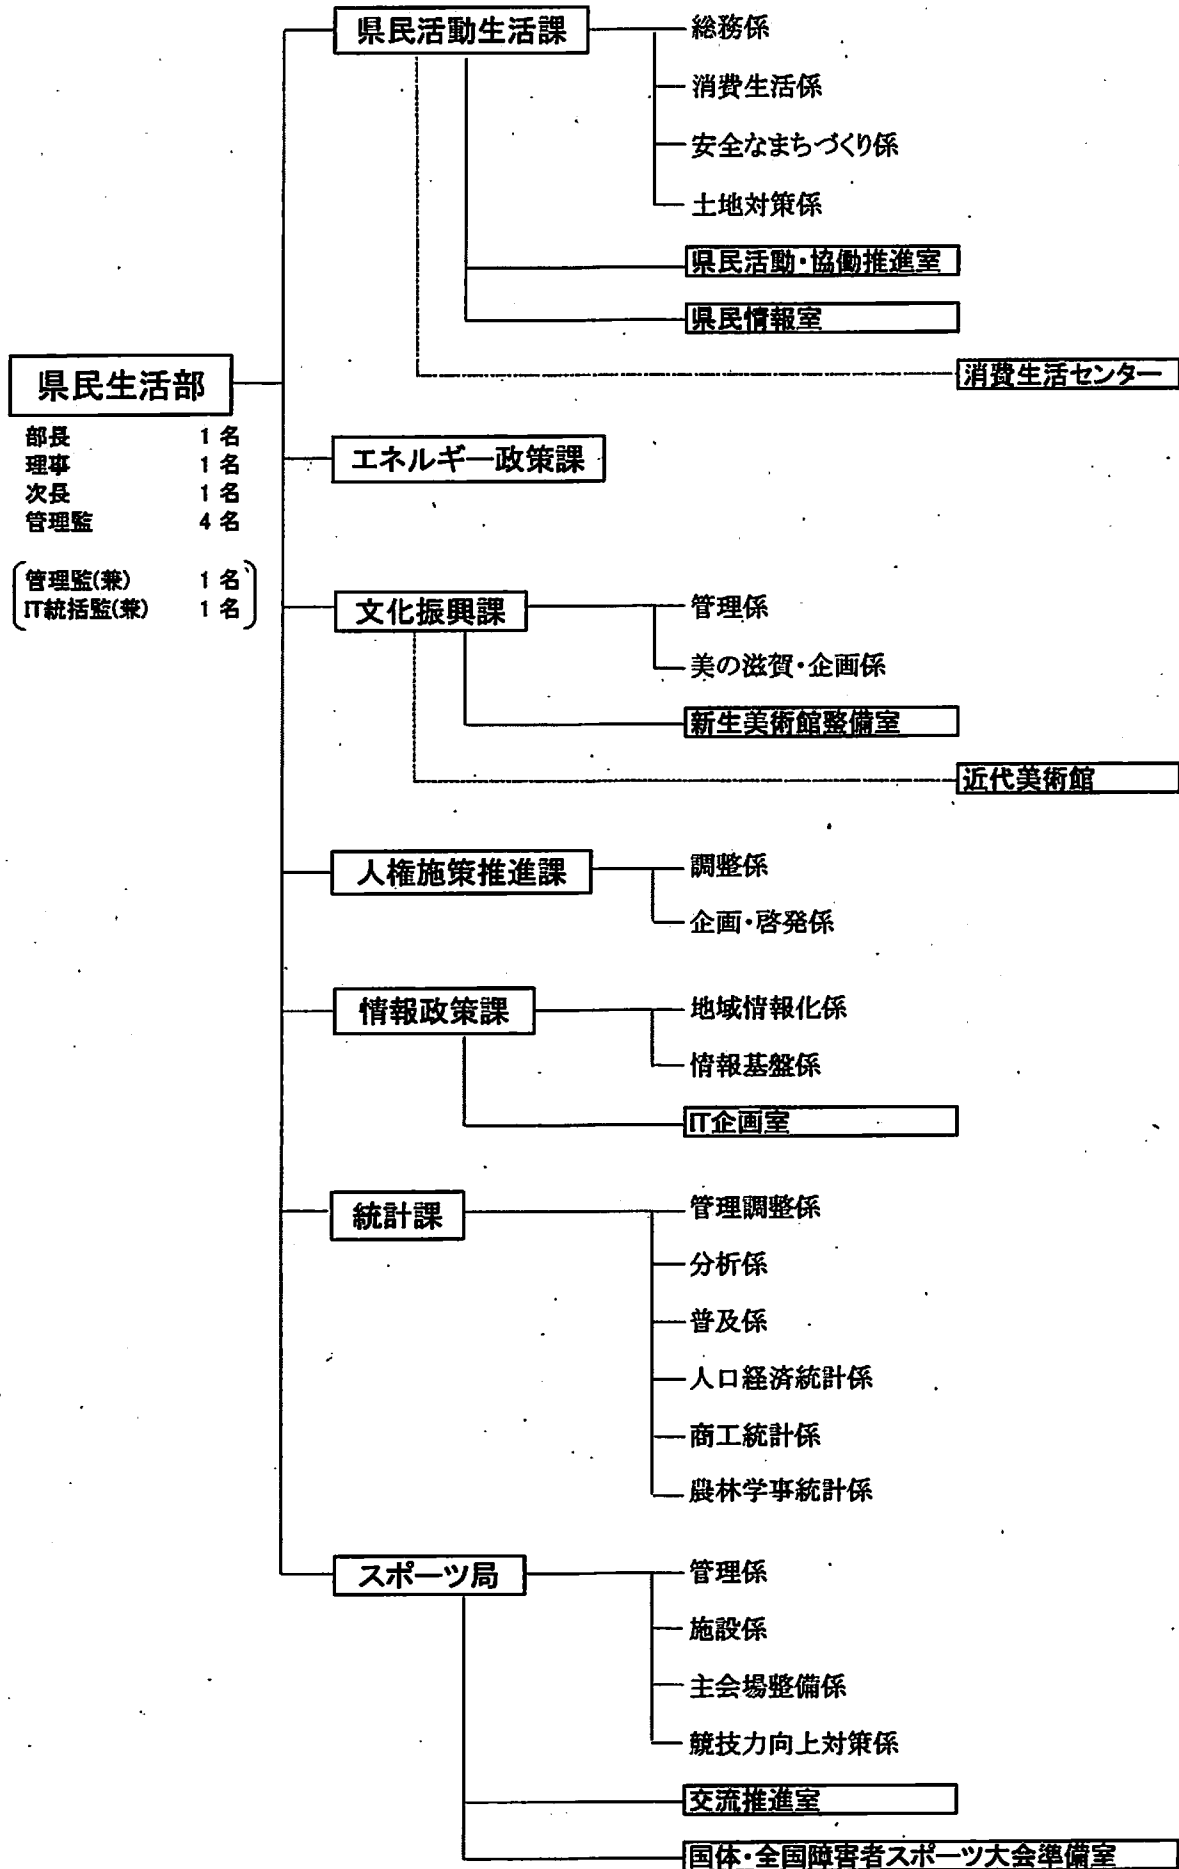 県民活動生活課
総務係
消費生活係
安全なまちづくり係
土地対策係
県民活動・協働推進室
県民情報室
消費生活センター
県民生活部
部長 1 名
理事 1 名
次長 1 名
管理監 4 名
管理監(兼) 1 名
IT統括監(兼) 1 名
エネルギー政策課
文化振興課
管理係
美の滋賀・企画係
新生美術館整備室
近代美術館
人権施策推進課
調整係
企画・啓発係
情報政策課
地域情報化係
情報基盤係
IT企画室
統計課
管理調整係
分析係
普及係
人口経済統計係
商工統計係
農林学事統計係
スポーツ局
管理係
施設係
主会場整備係
競技力向上対策係
交流推進室
国体・全国障害者スポーツ大会準備室